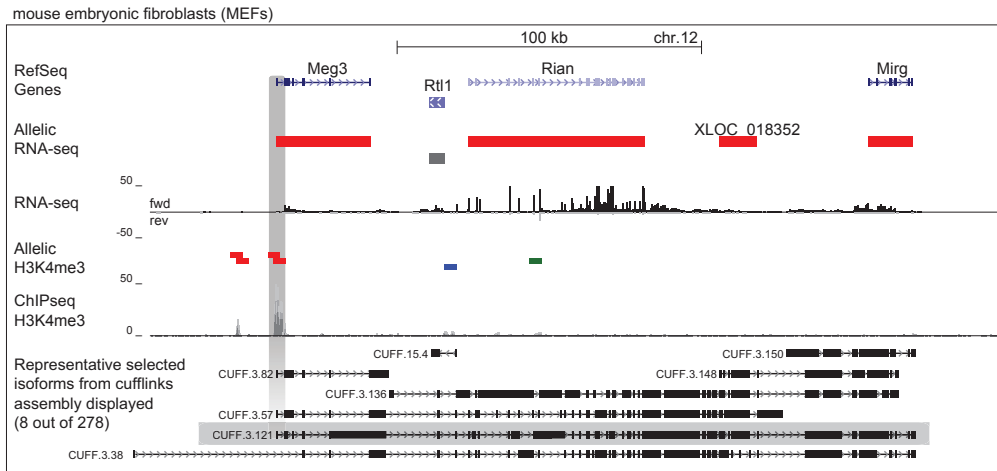 mouse embryonic fibroblasts (MEFs)
100 kb chr.12
RefSeq
Genes
Meg3
Rtl1
Rian
Mirg
Allelic
RNA-seq
XLOC_018352
RNA-seq
50
fwd
rev
-50
Allelic
H3K4me3
50
ChIPseq
H3K4me3
0
Representative selected
isoforms from cufflinks
assembly displayed
(8 out of 278)
CUFF.15.4
CUFF.3.150
CUFF.3.82
CUFF.3.148
CUFF.3.136
CUFF.3.57
CUFF.3.121
CUFF.3.38